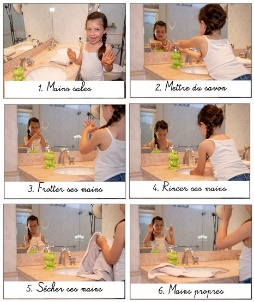 1. Mains sales
2. Mettre du savon
3. Frotter ses mains
4. Rincer ses mains
5. Sécher ses mains
6. Mains propres